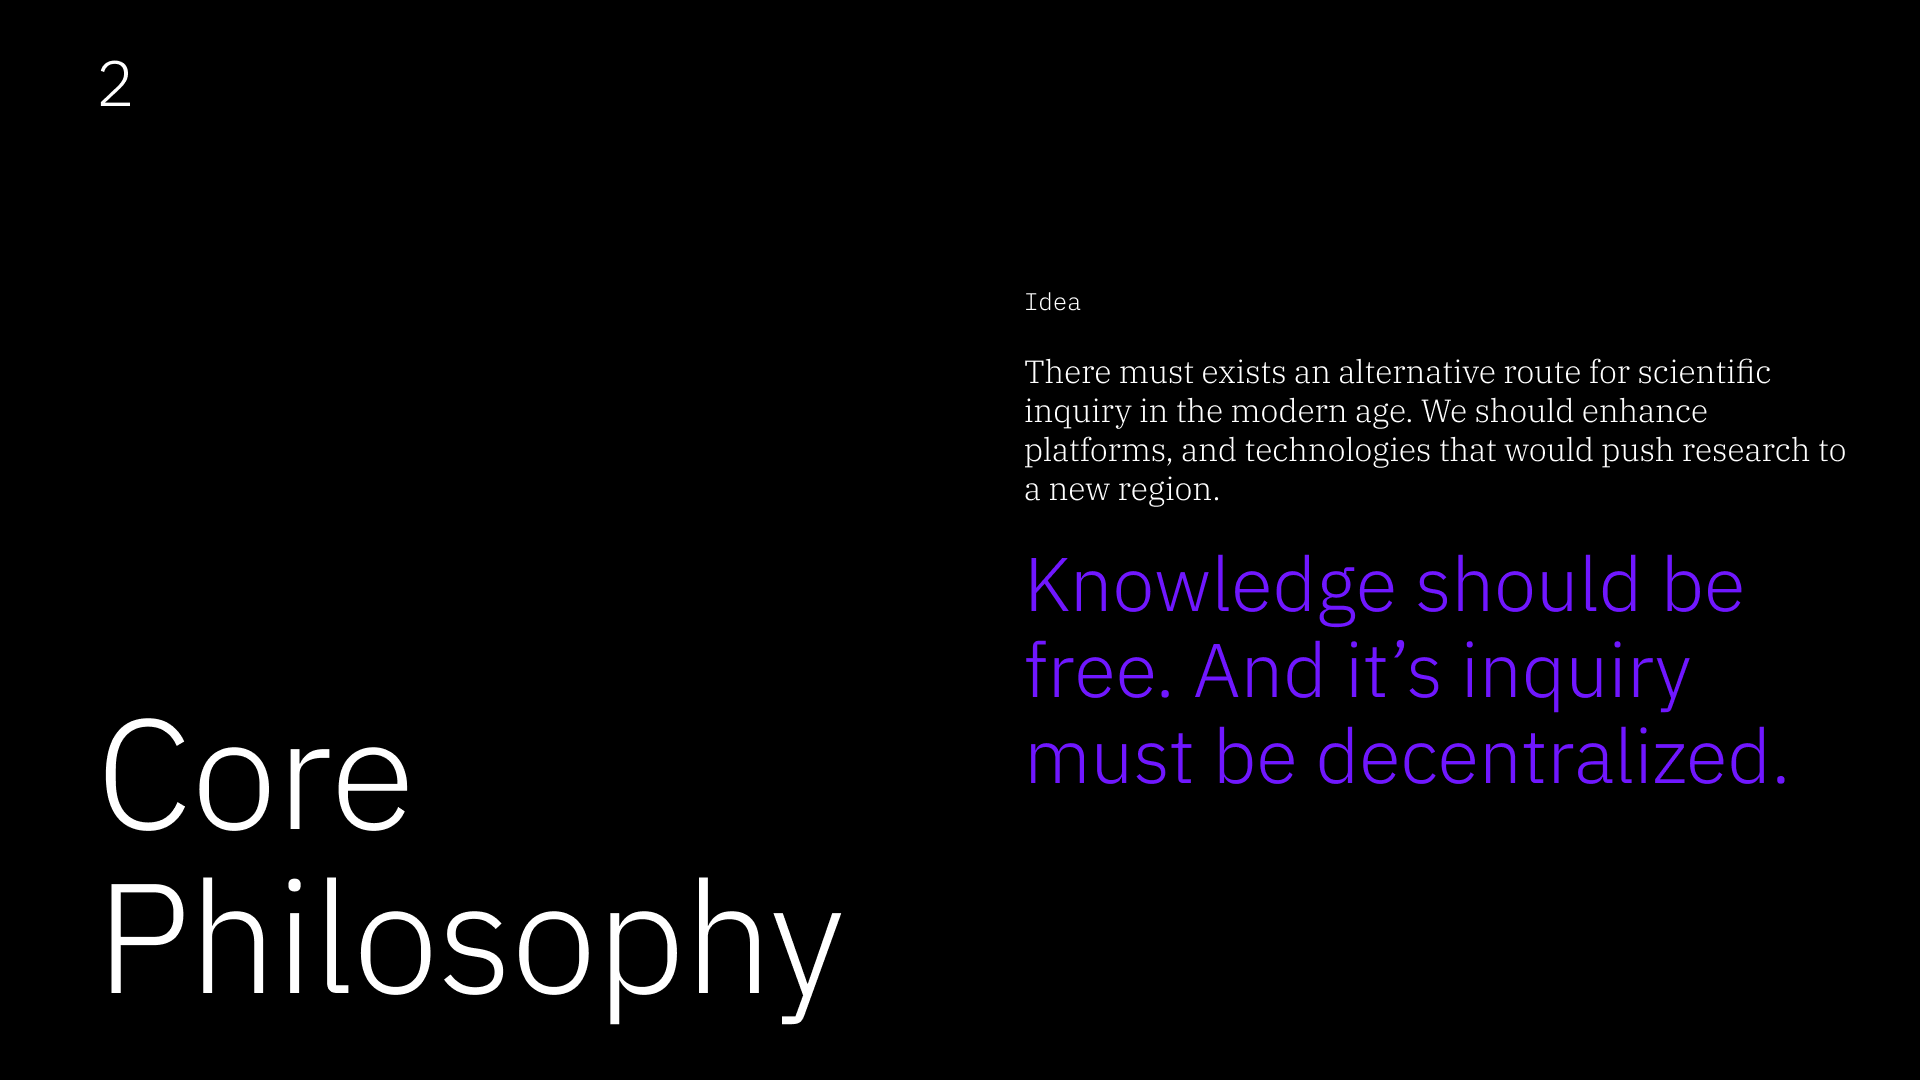 2
Idea
There must exists an alternative route for scientific
inquiry in the modern age. We should enhance
platforms, and technologies that would push research to
a new region.
Knowledge should be
free. And it’s inquiry
must be decentralized.
Core
Philosophy